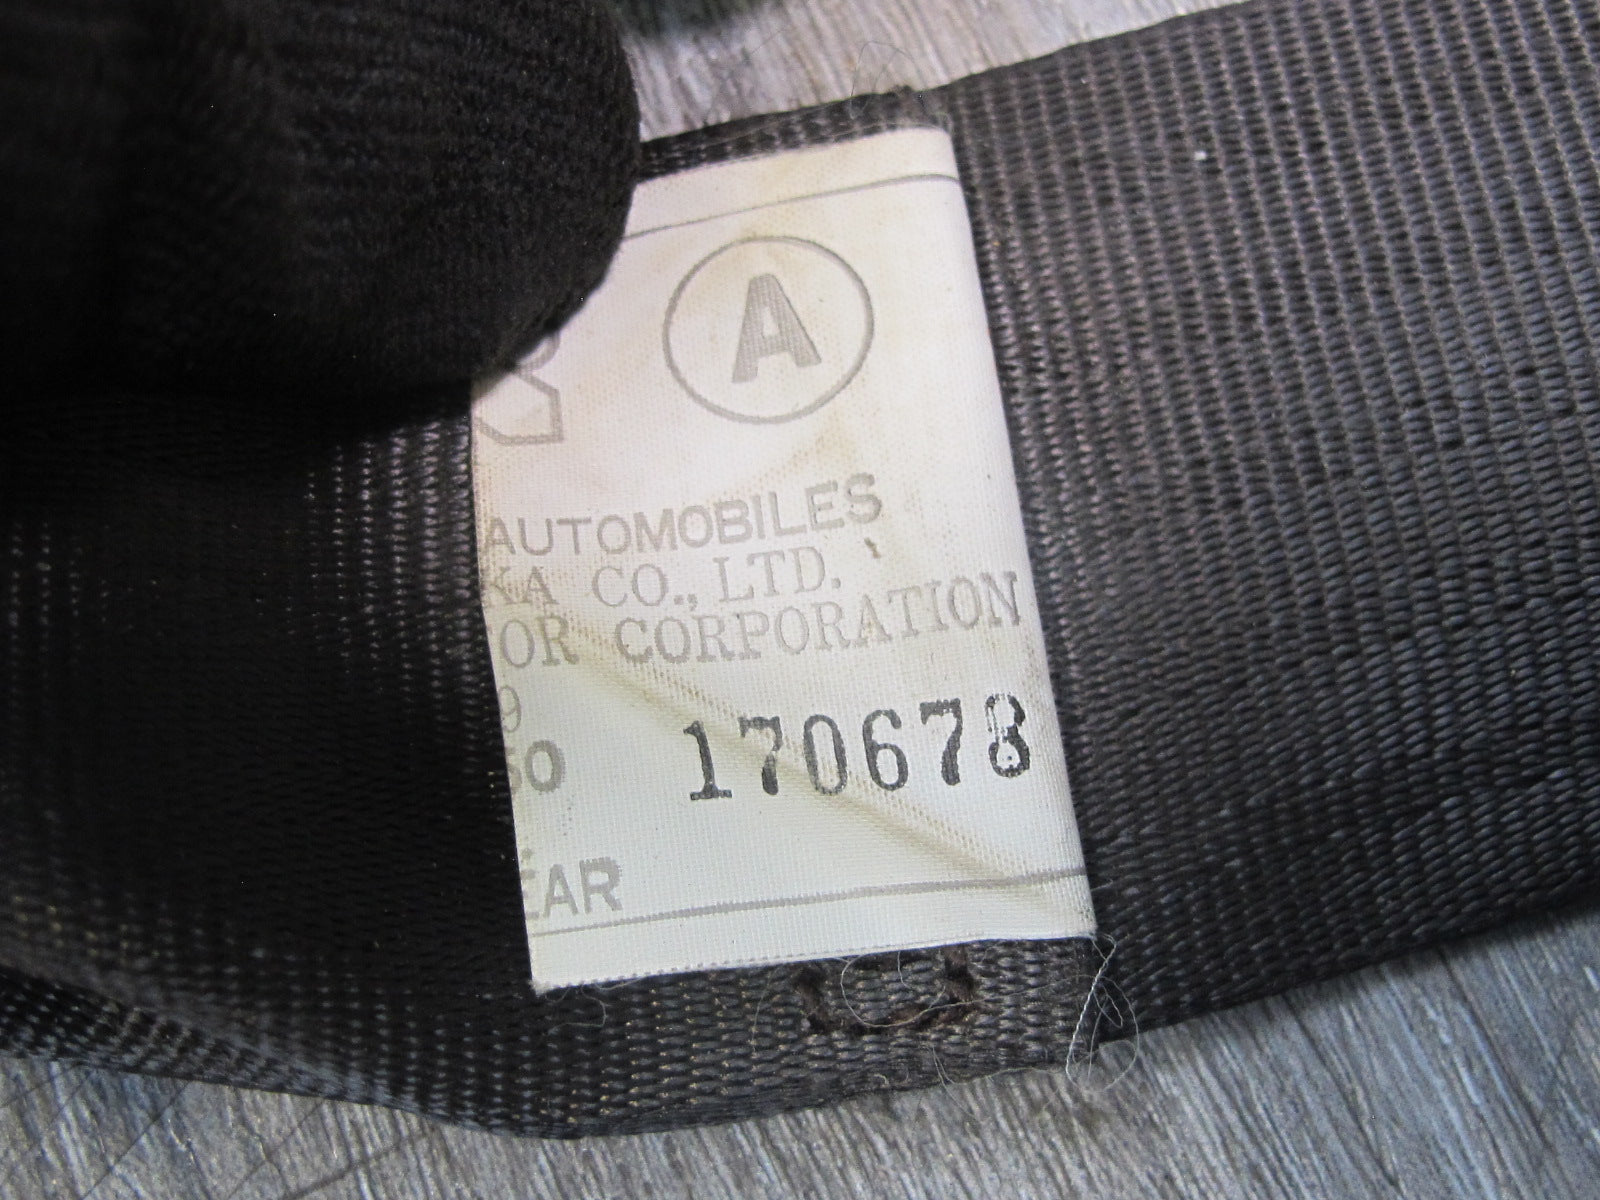 A
AUTOMOBILES
KA CO., LTD.
OR CORPORATION
9
50 170678
EAR